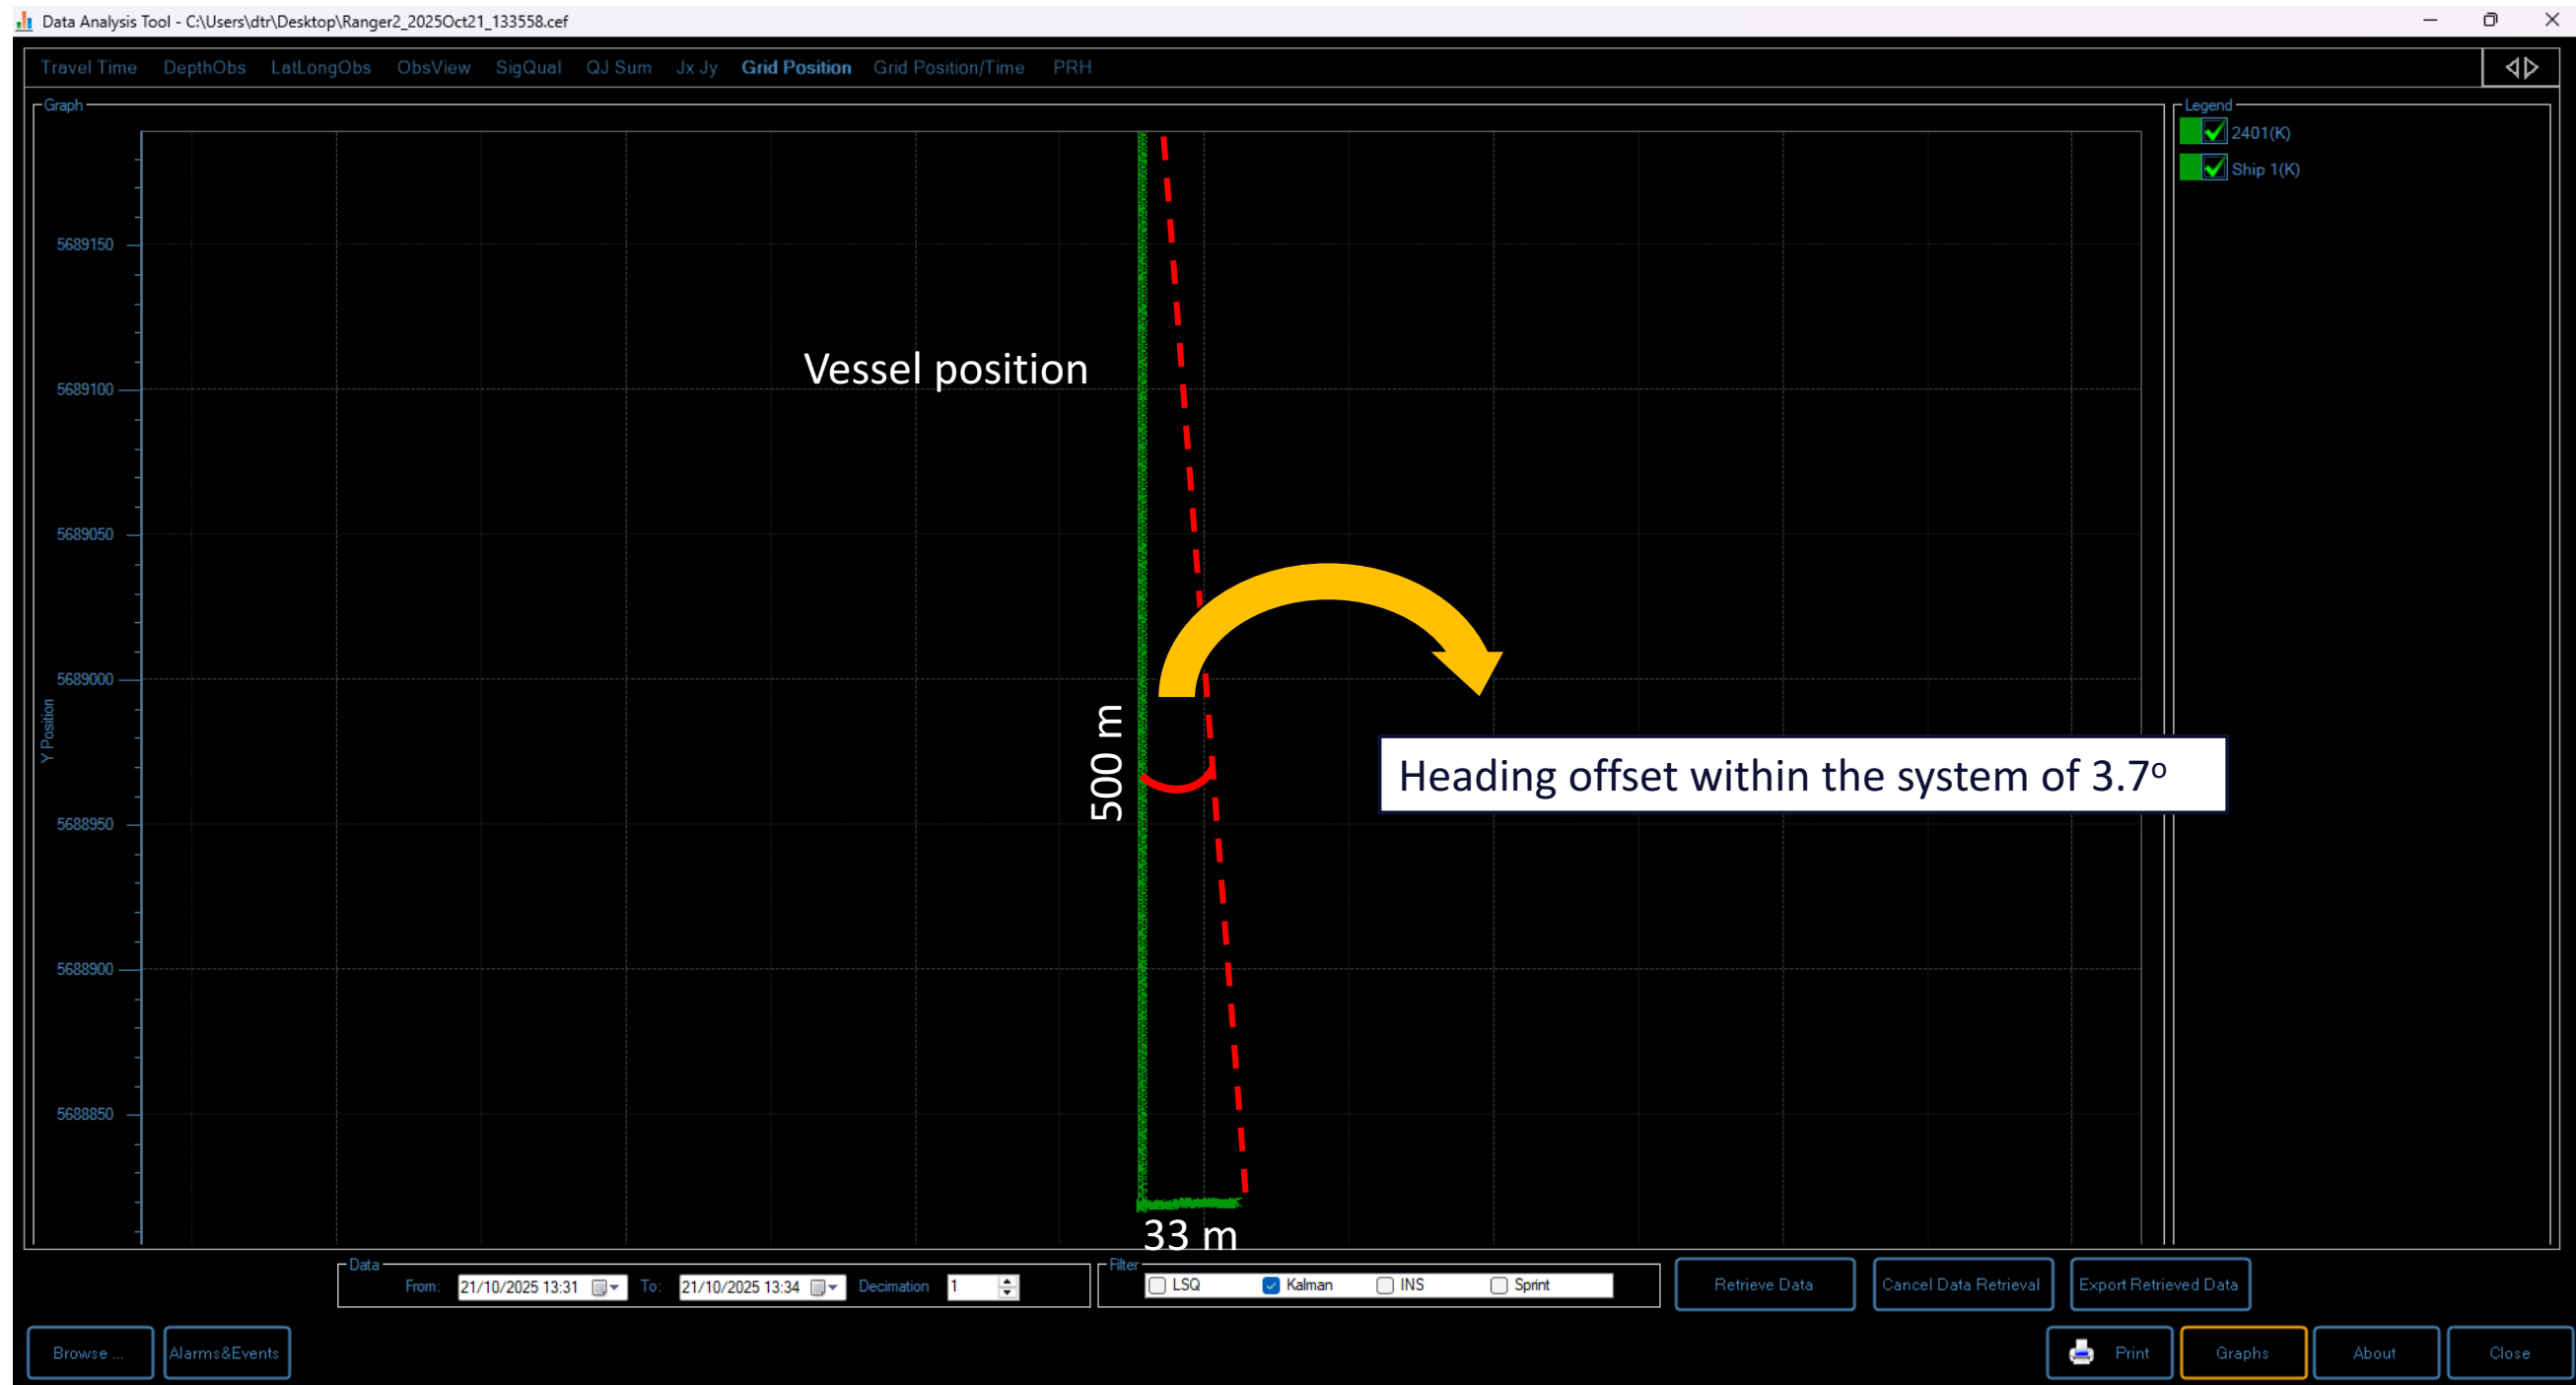 Data Analysis Tool - C:\Users\dtr\Desktop\Ranger2_2025Oct21_133558.cef
Travel Time DepthObs LatLongObs ObsView SigQual QJ Sum Jx Jy Grid Position Grid Position/Time PRH
Graph
Legend
2401(K)
Ship 1(K)
5689150
Vessel position
5689100
5689050
5689000
Y Position
500 m
Heading offset within the system of 3.7º
5688950
5688900
5688850
33 m
Data
From: 21/10/2025 13:31 To: 21/10/2025 13:34 Decimation 1
Filter
LSQ Kalman INS Sprint
Retrieve Data Cancel Data Retrieval Export Retrieved Data
Browse ... Alarms&Events Print Graphs About Close